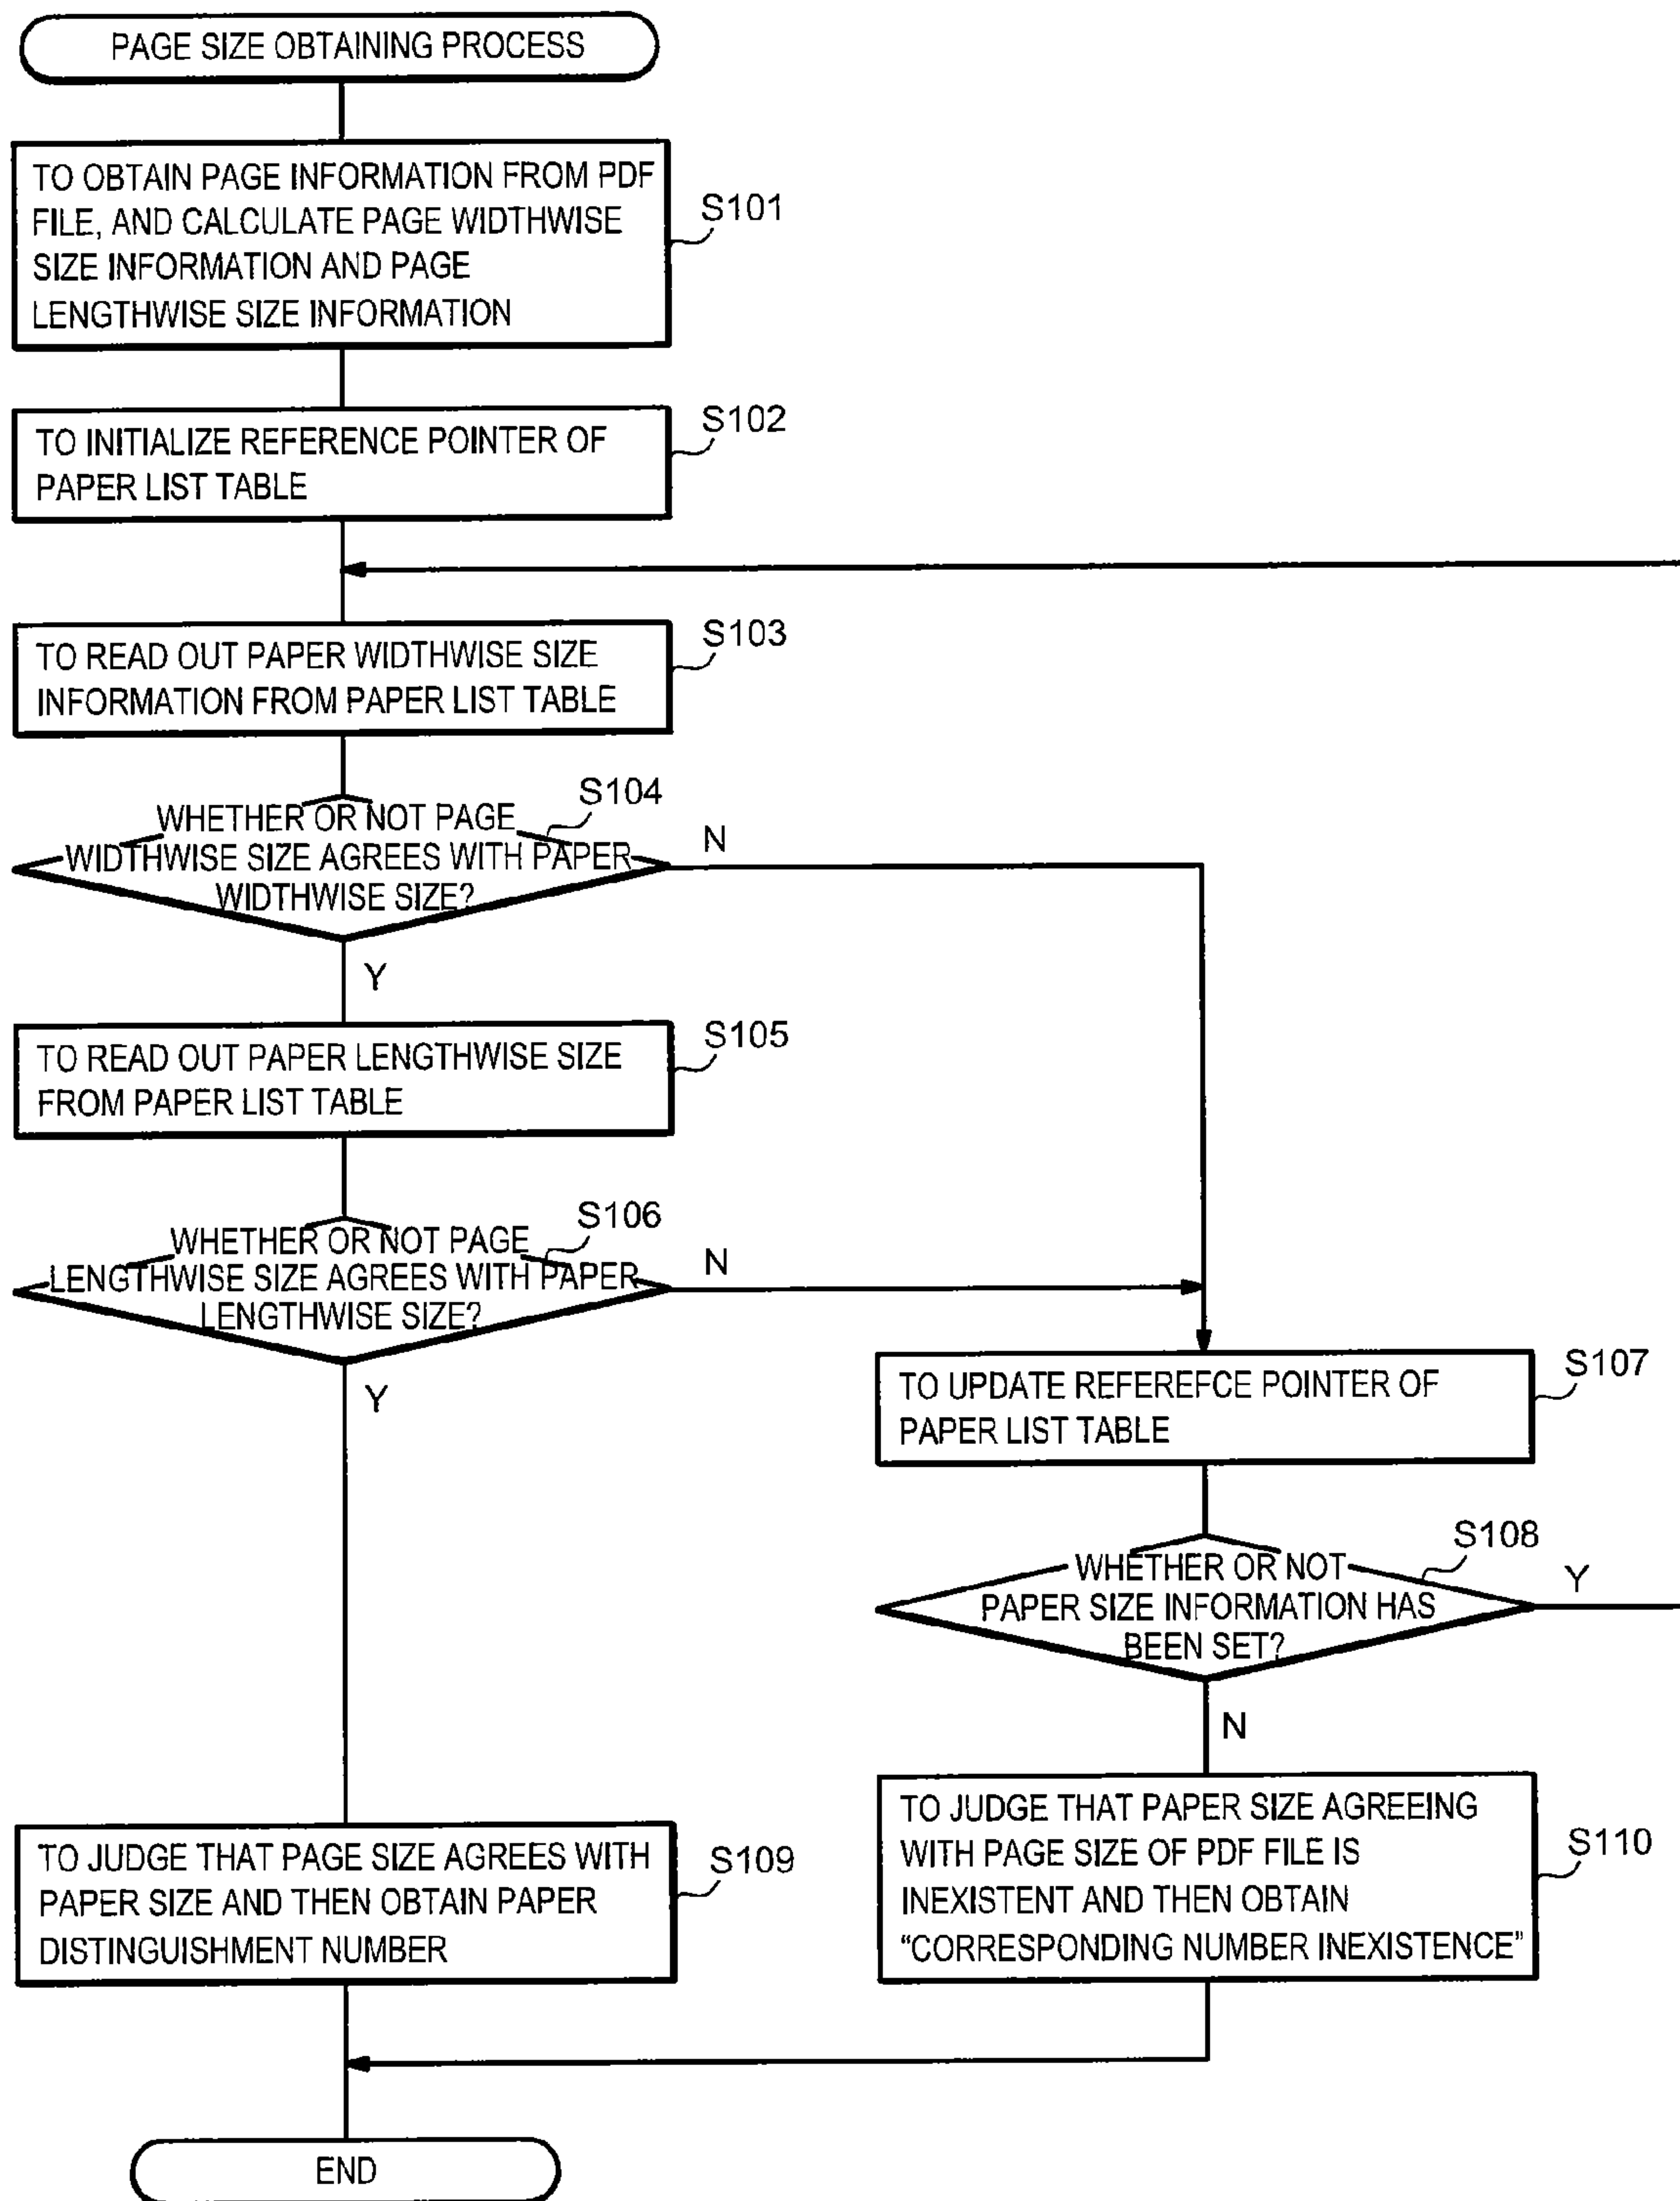 PAGE SIZE OBTAINING PROCESS
TO OBTAIN PAGE INFORMATION FROM PDF
FILE, AND CALCULATE PAGE WIDTHWISE
SIZE INFORMATION AND PAGE
LENGTHWISE SIZE INFORMATION
S101
TO INITIALIZE REFERENCE POINTER OF
PAPER LIST TABLE
S102
TO READ OUT PAPER WIDTHWISE SIZE
INFORMATION FROM PAPER LIST TABLE
S103
WHETHER OR NOT PAGE
WIDTHWISE SIZE AGREES WITH PAPER
WIDTHWISE SIZE?
S104
N
Y
TO READ OUT PAPER LENGTHWISE SIZE
FROM PAPER LIST TABLE
S105
WHETHER OR NOT PAGE
LENGTHWISE SIZE AGREES WITH PAPER
LENGTHWISE SIZE?
S106
N
Y
TO UPDATE REFEREFCE POINTER OF
PAPER LIST TABLE
S107
WHETHER OR NOT
PAPER SIZE INFORMATION HAS
BEEN SET?
S108
Y
N
TO JUDGE THAT PAGE SIZE AGREES WITH
PAPER SIZE AND THEN OBTAIN PAPER
DISTINGUISHMENT NUMBER
S109
TO JUDGE THAT PAPER SIZE AGREEING
WITH PAGE SIZE OF PDF FILE IS
INEXISTENT AND THEN OBTAIN
“CORRESPONDING NUMBER INEXISTENCE”
S110
END